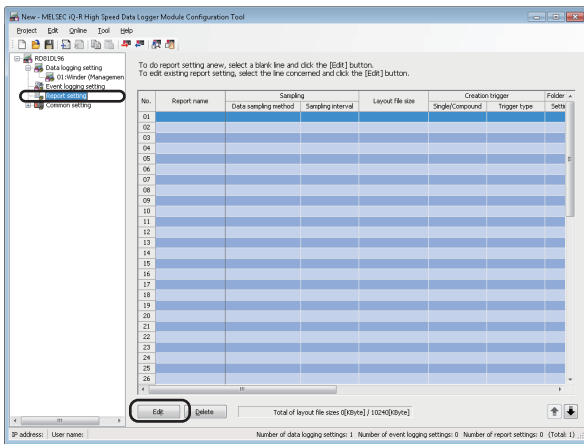 New - MELSEC iQ-R High Speed Data Logger Module Configuration Tool
Project Edit Online Tool Help
RD81DL96
Data logging setting
01:Winder (Managemen
Event logging setting
Report setting
Common setting
To do report setting anew, select a blank line and click the [Edit] button.
To edit existing report setting, select the line concerned and click the [Edit] button.
No. Report name Sampling Layout file size Creation trigger Folder
Data sampling method Sampling interval Single/Compound Trigger type Setti
01
02
03
04
05
06
07
08
09
10
11
12
13
14
15
16
17
18
19
20
21
22
23
24
25
26
Edit Delete Total of layout file sizes 0[KByte] / 10240[KByte]
IP address: User name: Number of data logging settings: 1 Number of event logging settings: 0 Number of report settings: 0 (Total: 1)